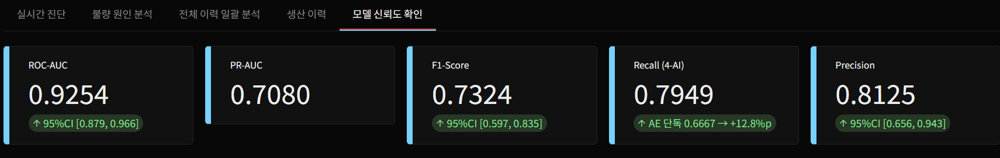 실시간 진단 불량 원인 분석 전체 이력 일괄 분석 생산 이력 모델 신뢰도 확인
ROC-AUC
0.9254
↑ 95%CI [0.879, 0.966]
PR-AUC
0.7080
F1-Score
0.7324
↑ 95%CI [0.597, 0.835]
Recall (4-AI)
0.7949
↑ AE 단독 0.6667 → +12.8%p
Precision
0.8125
↑ 95%CI [0.656, 0.943]